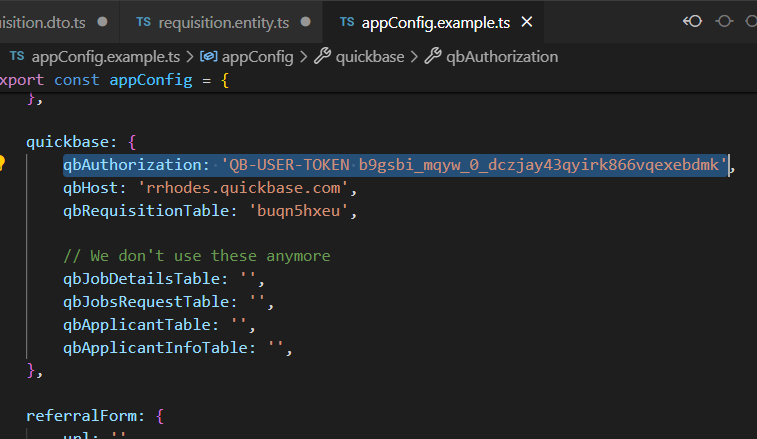 isition.dto.ts
TS requisition.entity.ts
TS appConfig.example.ts
TS appConfig.example.ts > appConfig > quickbase > qbAuthorization
xport const appConfig = {
},
quickbase: {
qbAuthorization: 'QB-USER-TOKEN b9gsbi_mqyw_0_dczjay43qyirk866vqexebdmk',
qbHost: 'rrhodes.quickbase.com',
qbRequisitionTable: 'buqn5hxeu',
// We don't use these anymore
qbJobDetailsTable: '',
qbJobsRequestTable: '',
qbApplicantTable: '',
qbApplicantInfoTable: '',
},
referralForm: {
url: ''